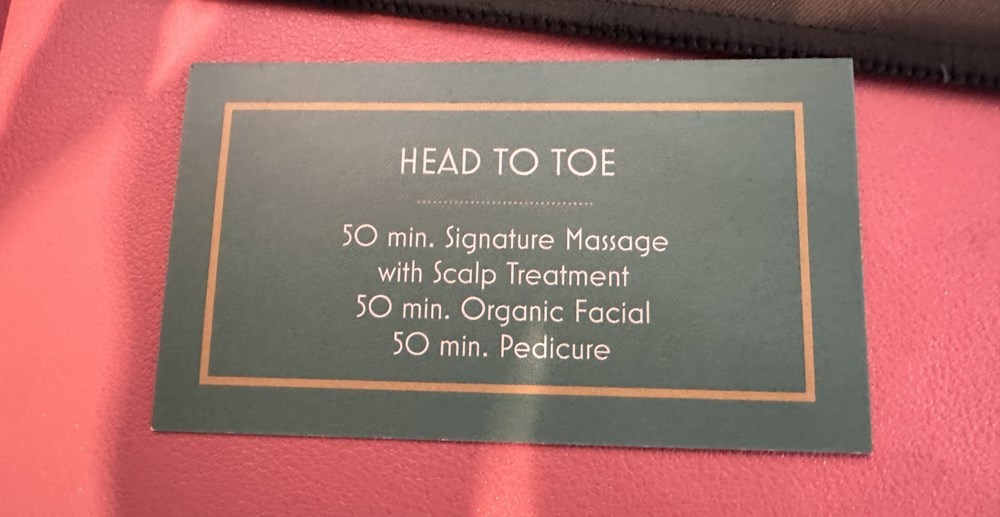 HEAD TO TOE
50 min. Signature Massage
with Scalp Treatment
50 min. Organic Facial
50 min. Pedicure